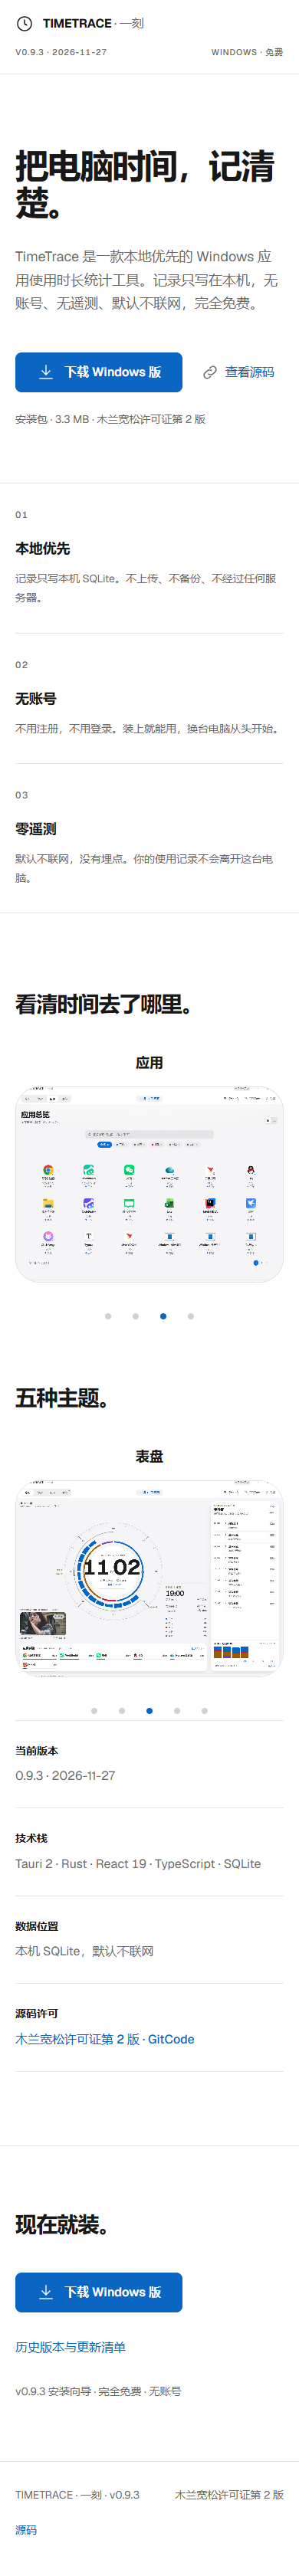 TIMETRACE · 一刻
V0.9.3 · 2026-11-27
WINDOWS · 免费
把电脑时间，记清
楚。
TimeTrace 是一款本地优先的 Windows 应
用使用时长统计工具。记录只写在本机，无
账号、无遥测、默认不联网，完全免费。
下载 Windows 版
查看源码
安装包 · 3.3 MB · 木兰宽松许可证第 2 版
01
本地优先
记录只写本机 SQLite。不上传、不备份、不经过任何服
务器。
02
无账号
不用注册，不用登录。装上就能用，换台电脑从头开始。
03
零遥测
默认不联网，没有埋点。你的使用记录不会离开这台电
脑。
看清时间去了哪里。
应用
应用总览
五种主题。
表盘
11:02
19:00
当前版本
0.9.3 · 2026-11-27
技术栈
Tauri 2 · Rust · React 19 · TypeScript · SQLite
数据位置
本机 SQLite，默认不联网
源码许可
木兰宽松许可证第 2 版 · GitCode
现在就装。
下载 Windows 版
历史版本与更新清单
v0.9.3 安装向导 · 完全免费 · 无账号
TIMETRACE · 一刻 · v0.9.3
木兰宽松许可证第 2 版
源码